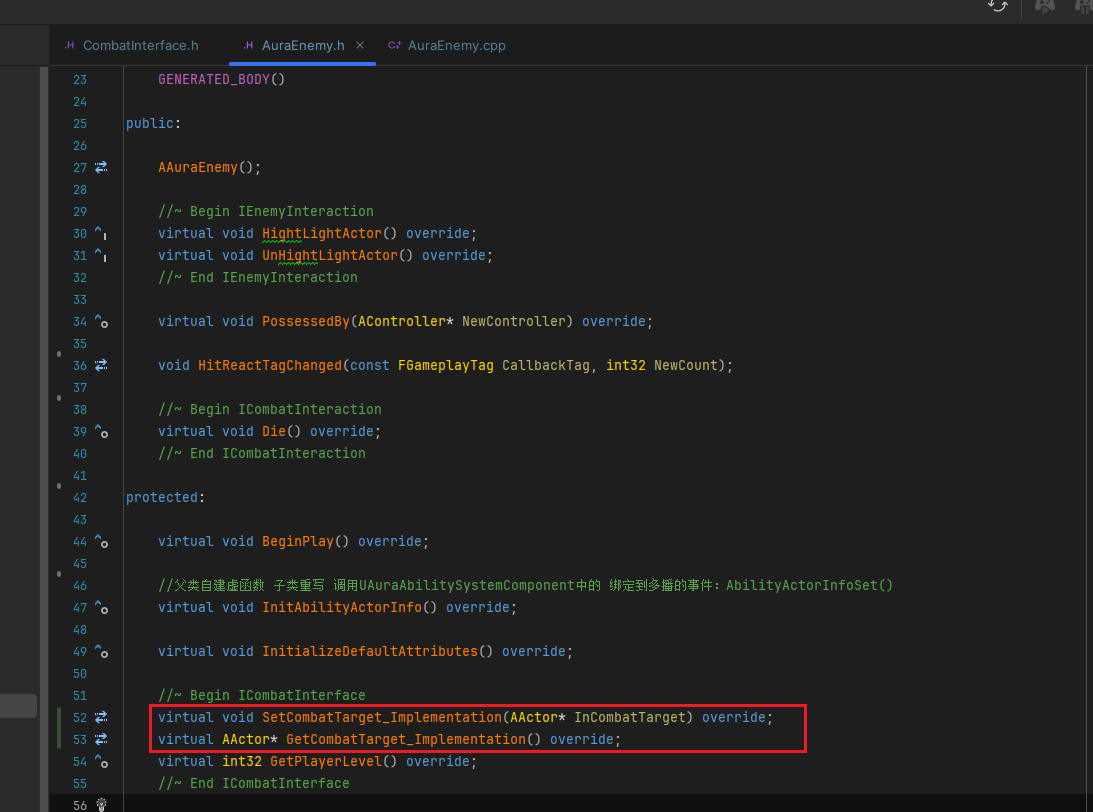 .H CombatInterface.h .H AuraEnemy.h × C+ AuraEnemy.cpp
23 GENERATED_BODY()
24
25 public:
26
27 AAuraEnemy();
28
29 //~ Begin IEnemyInteraction
30 virtual void HightLightActor() override;
31 virtual void UnHightLightActor() override;
32 //~ End IEnemyInteraction
33
34 virtual void PossessedBy(AController* NewController) override;
35
36 void HitReactTagChanged(const FGameplayTag CallbackTag, int32 NewCount);
37
38 //~ Begin ICombatInteraction
39 virtual void Die() override;
40 //~ End ICombatInteraction
41
42 protected:
43
44 virtual void BeginPlay() override;
45
46 //父类自建虚函数 子类重写 调用UAuraAbilitySystemComponent中的 绑定到多播的事件：AbilityActorInfoSet()
47 virtual void InitAbilityActorInfo() override;
48
49 virtual void InitializeDefaultAttributes() override;
50
51 //~ Begin ICombatInterface
52 virtual void SetCombatTarget_Implementation(AActor* InCombatTarget) override;
53 virtual AActor* GetCombatTarget_Implementation() override;
54 virtual int32 GetPlayerLevel() override;
55 //~ End ICombatInterface
56